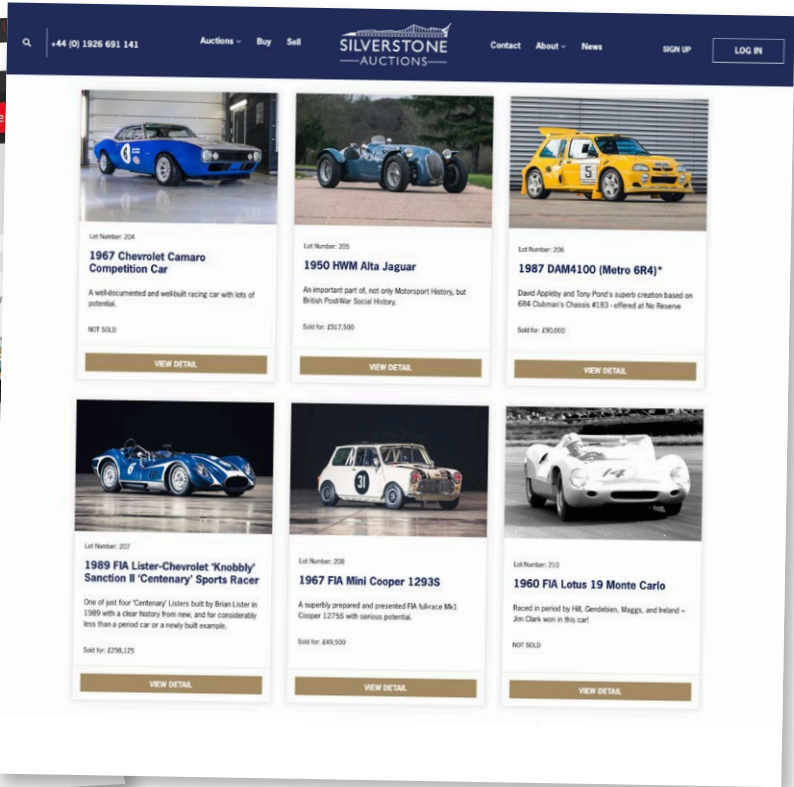 +44 (0) 1926 691 141
Auctions
Buy
Sell
SILVERSTONE
AUCTIONS
Contact
About
News
SIGN UP
LOG IN
Lot Number: 204
1967 Chevrolet Camaro
Competition Car
A well-documented and well-built racing car with lots of
potential.
NOT SOLD
VIEW DETAIL
Lot Number: 205
1950 HWM Alta Jaguar
An important part of, not only Motorsport History, but
British Post-War Social History.
Sold for: £517,500
VIEW DETAIL
5
Lot Number: 206
1987 DAM4100 (Metro 6R4)*
David Appleby and Tony Pond's superb creation based on
6R4 Clubman's Chassis #183 - offered at No Reserve
Sold for: £90,000
VIEW DETAIL
6
Lot Number: 207
1989 FIA Lister-Chevrolet ‘Knobbly’
Sanction II ‘Centenary’ Sports Racer
One of just four ‘Centenary’ Listers built by Brian Lister in
1989 with a clear history from new, and for considerably
less than a period car or a newly built example.
Sold for: £298,125
VIEW DETAIL
31
Lot Number: 208
1967 FIA Mini Cooper 1293S
A superbly prepared and presented FIA full-race Mk1
Cooper 1275S with serious potential.
Sold for: £49,500
VIEW DETAIL
14
Lot Number: 210
1960 FIA Lotus 19 Monte Carlo
Raced in period by Hill, Gendebien, Maggs, and Ireland –
Jim Clark won in this car!
NOT SOLD
VIEW DETAIL